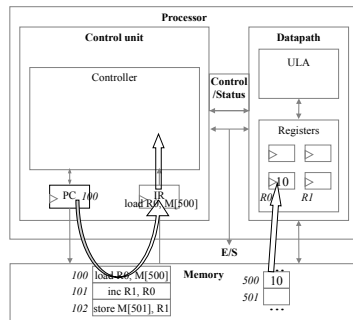 Processor
Control unit
Datapath
Controller
Control
/Status
ULA
Registers
PC 100
IR
load R0, M[500]
10
R0 R1
E/S
100 load R0, M[500]
Memory
500 10
101 inc R1, R0
501
102 store M[501], R1
...
...